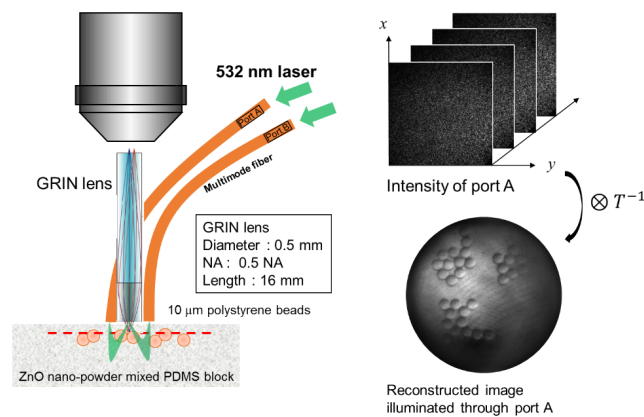 532 nm laser
Port A
Port B
Multimode fiber
GRIN lens
GRIN lens
Diameter : 0.5 mm
NA : 0.5 NA
Length : 16 mm
10 μm polystyrene beads
ZnO nano-powder mixed PDMS block
x
y
Intensity of port A
⊗ T⁻¹
Reconstructed image
illuminated through port A